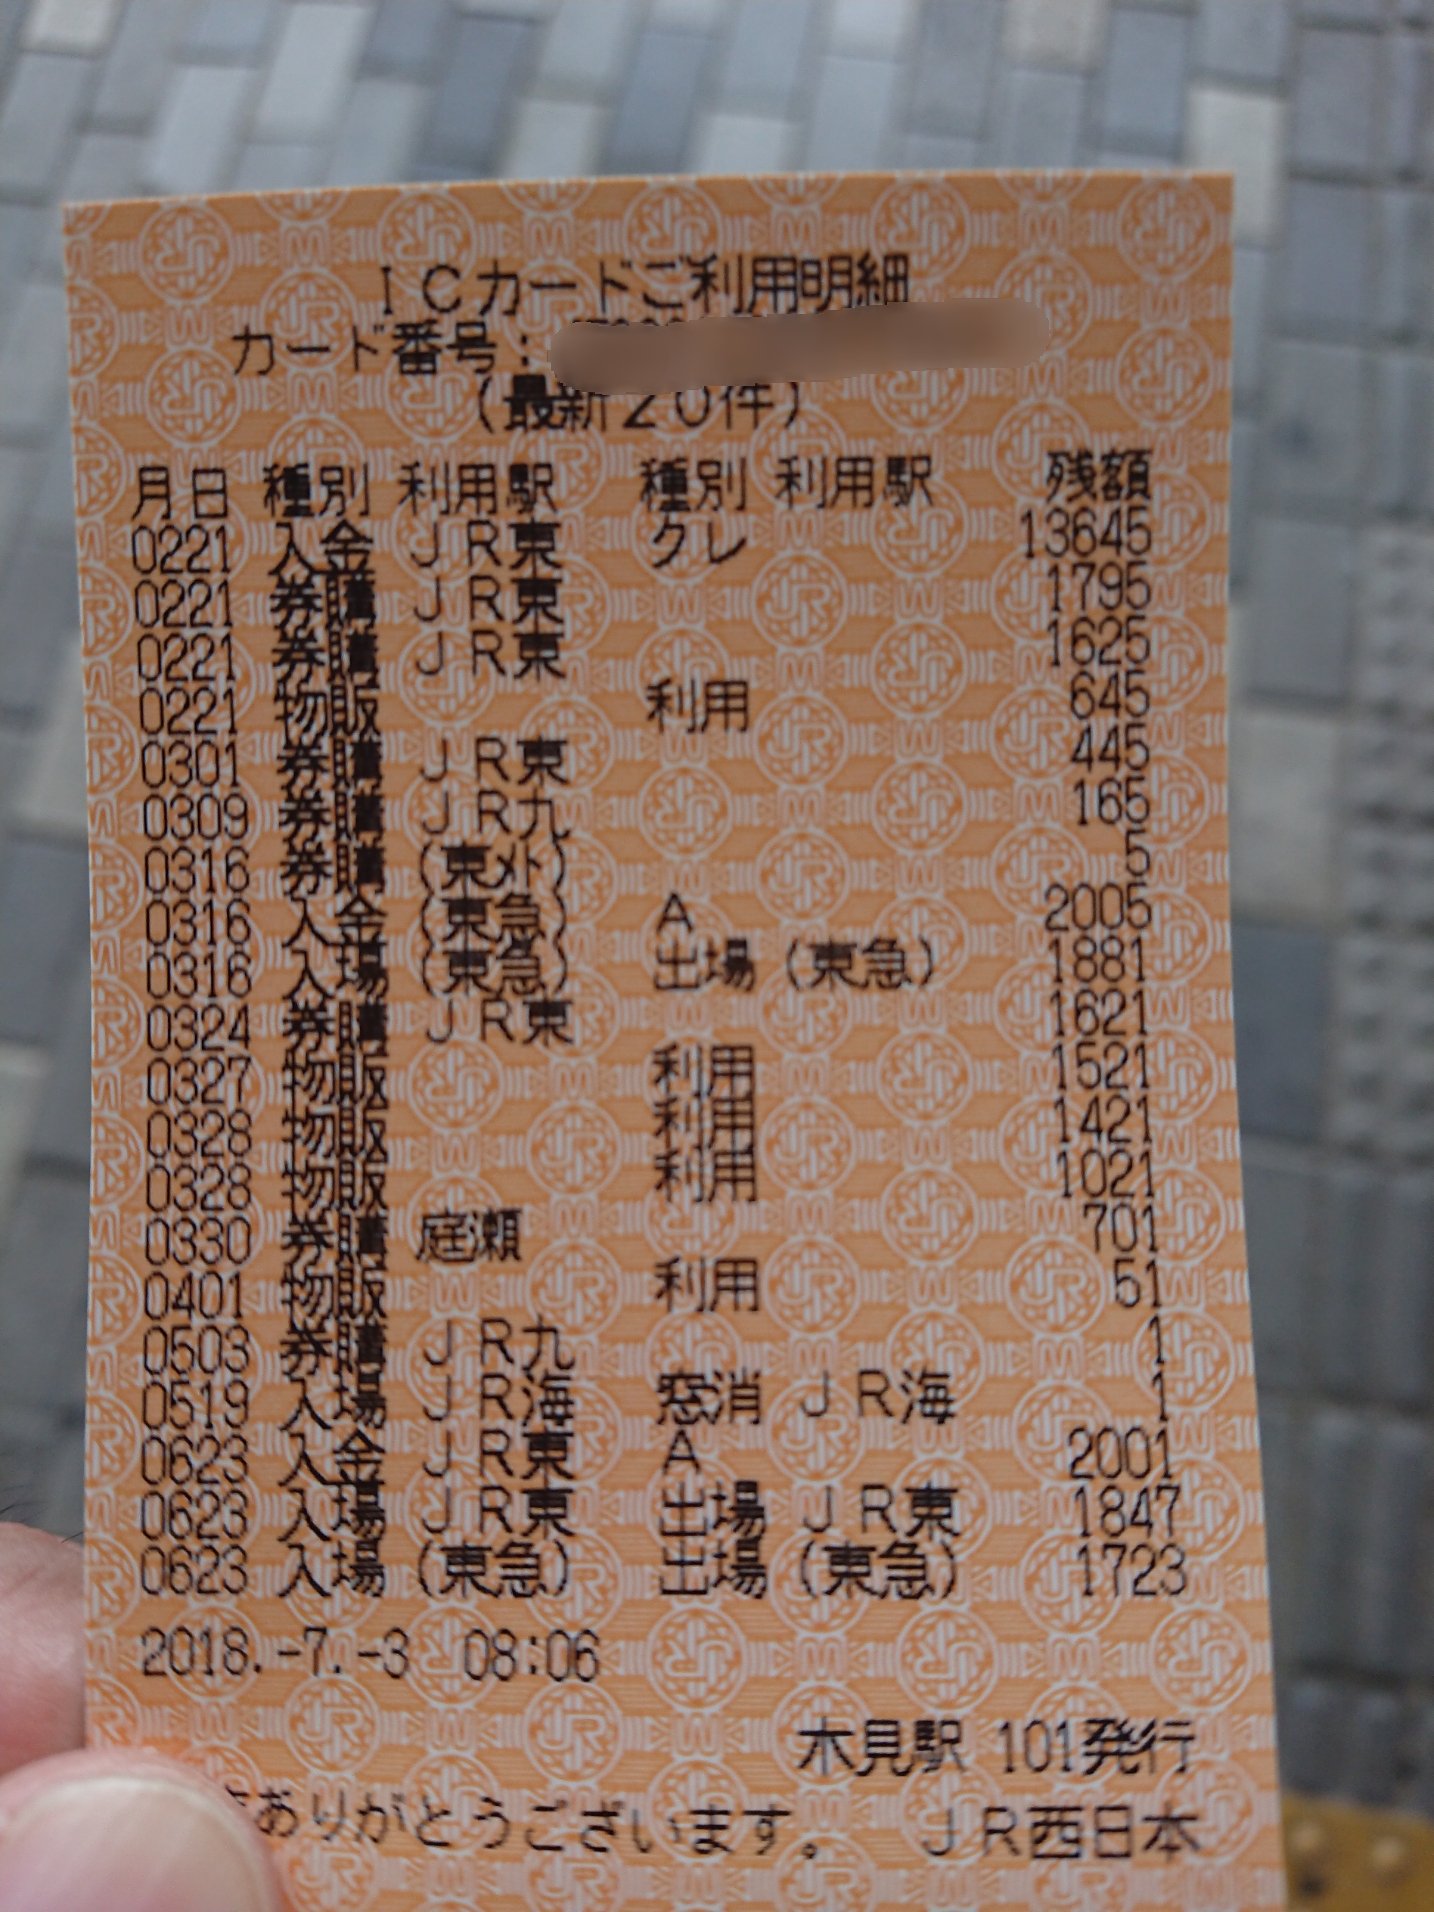 ICカードご利用明細
カード番号:
(最新20件)
月日 種別 利用駅 種別 利用駅 残額
0221 入金 JR東 クレ 13645
0221 券購 JR東 1795
0221 券購 JR東 1625
0221 物販 利用 645
0301 券購 JR東 445
0309 券購 JR九 165
0316 券購 (東メト) 5
0316 入金 (東急) A 2005
0316 入場 (東急) 出場 (東急) 1881
0324 券購 JR東 1621
0327 物販 利用 1521
0328 物販 利用 1421
0328 物販 利用 1021
0330 券購 庭瀬 701
0401 物販 利用 51
0503 券購 JR九 1
0519 入場 JR海 窓消 JR海 1
0623 入金 JR東 A 2001
0623 入場 JR東 出場 JR東 1847
0623 入場 (東急) 出場 (東急) 1723
2018.-7.-3 08:06
木見駅 101発行
ありがとうございます。 JR西日本